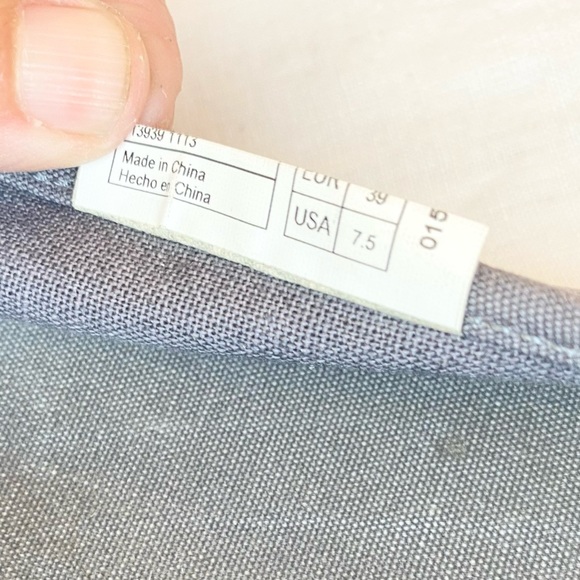 13939 1113
Made in China
Hecho en China
EUR 39
USA 7.5
015